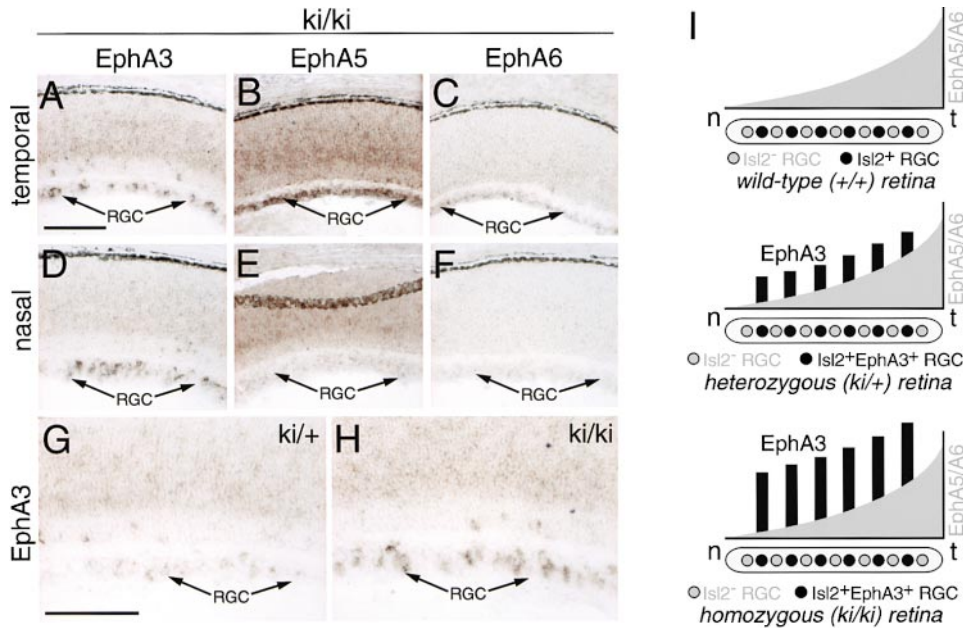 ki/ki
EphA3 EphA5 EphA6
temporal
A B C
RGC RGC RGC
nasal
D E F
RGC RGC RGC
EphA3
G ki/+ H ki/ki
RGC RGC
I
EphA5/A6
n t
Isl2⁻ RGC Isl2⁺ RGC
wild-type (+/+) retina
EphA3
EphA5/A6
n t
Isl2⁻ RGC Isl2⁺EphA3⁺ RGC
heterozygous (ki/+) retina
EphA3
EphA5/A6
n t
Isl2⁻ RGC Isl2⁺EphA3⁺ RGC
homozygous (ki/ki) retina